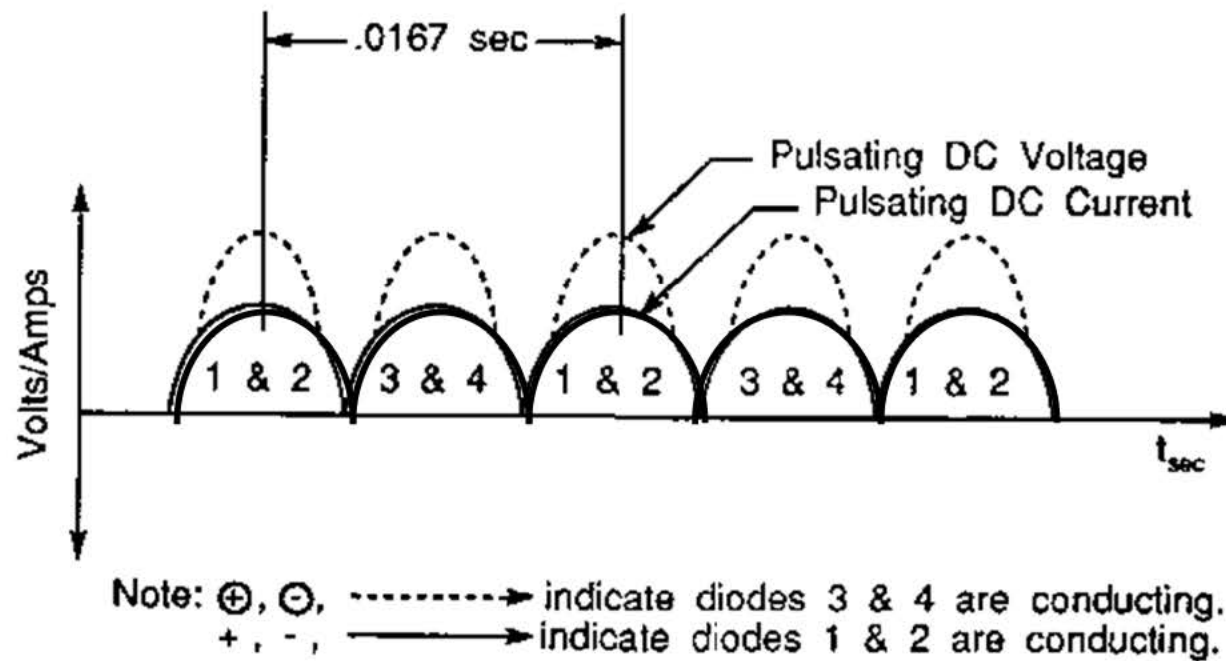 .0167 sec
Pulsating DC Voltage
Pulsating DC Current
Volts/Amps
1 & 2
3 & 4
1 & 2
3 & 4
1 & 2
tsec
Note: ⊕, ⊖, indicate diodes 3 & 4 are conducting.
+, -, indicate diodes 1 & 2 are conducting.